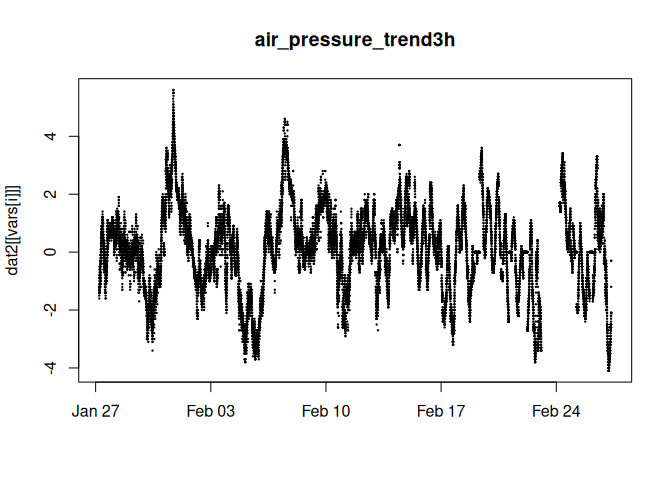 air_pressure_trend3h
dat2[[vars[i]]]
4
2
0
-2
-4
Jan 27
Feb 03
Feb 10
Feb 17
Feb 24